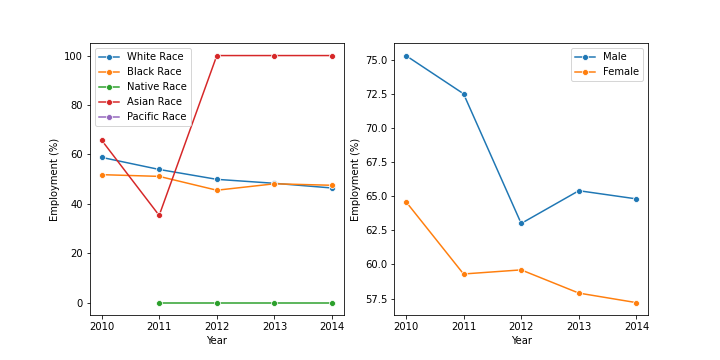 White Race
Black Race
Native Race
Asian Race
Pacific Race
100
80
60
40
20
0
Employment (%)
2010 2011 2012 2013 2014
Year
Male
Female
75.0
72.5
70.0
67.5
65.0
62.5
60.0
57.5
Employment (%)
2010 2011 2012 2013 2014
Year